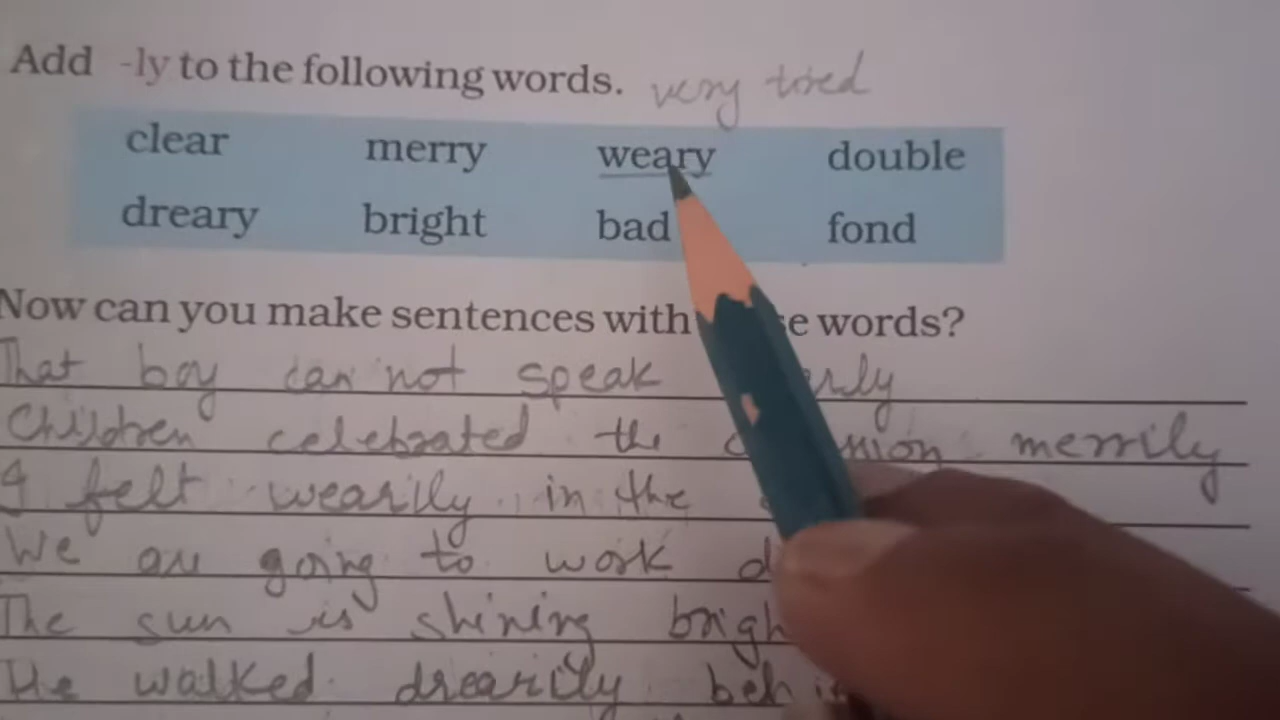 Add -ly to the following words. very tired
clear merry weary double
dreary bright bad fond
Now can you make sentences with words?
That boy can not speak
Children celebrated the merrily
I felt wearily in the
We are going to work
The sun is shining
He walked drearily